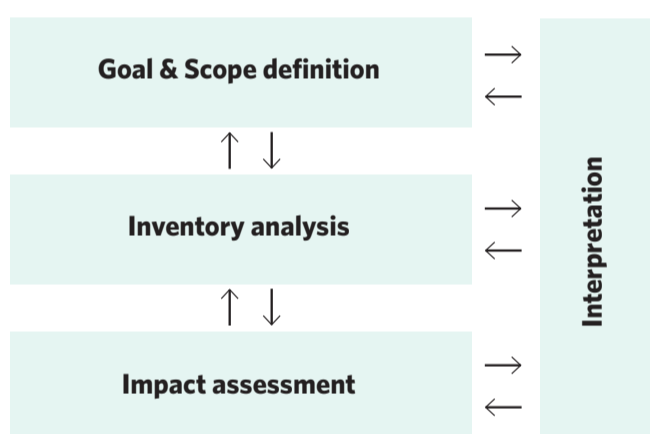 Goal & Scope definition
Inventory analysis
Impact assessment
Interpretation